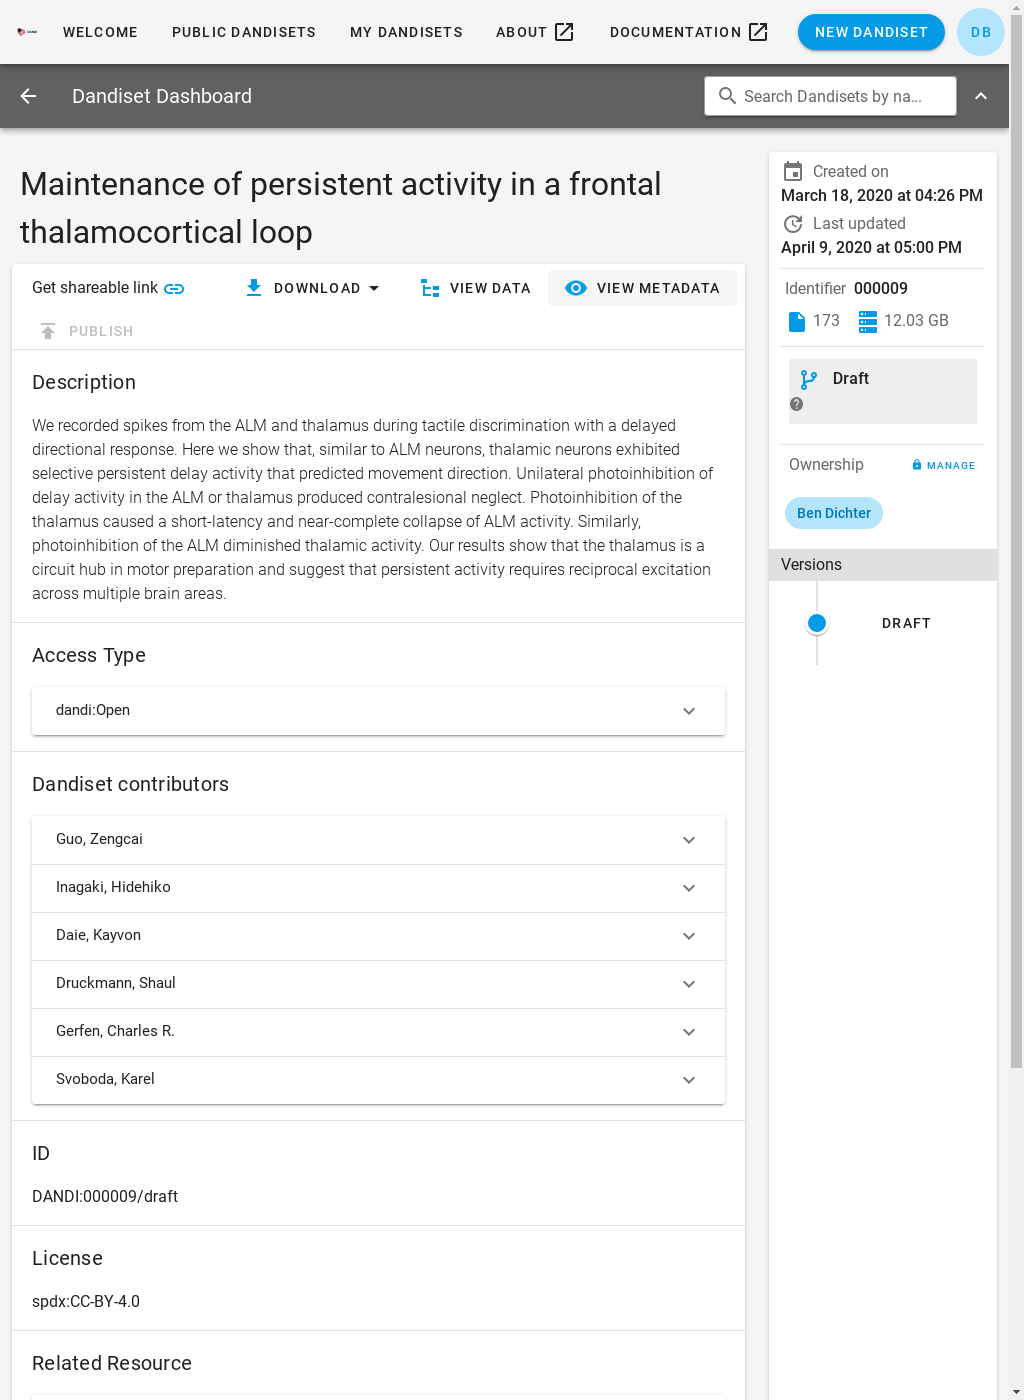 WELCOME PUBLIC DANDISETS MY DANDISETS ABOUT DOCUMENTATION NEW DANDISET DB
Dandiset Dashboard Search Dandisets by na...
Maintenance of persistent activity in a frontal
thalamocortical loop
Get shareable link DOWNLOAD VIEW DATA VIEW METADATA
PUBLISH
Description
We recorded spikes from the ALM and thalamus during tactile discrimination with a delayed
directional response. Here we show that, similar to ALM neurons, thalamic neurons exhibited
selective persistent delay activity that predicted movement direction. Unilateral photoinhibition of
delay activity in the ALM or thalamus produced contralesional neglect. Photoinhibition of the
thalamus caused a short-latency and near-complete collapse of ALM activity. Similarly,
photoinhibition of the ALM diminished thalamic activity. Our results show that the thalamus is a
circuit hub in motor preparation and suggest that persistent activity requires reciprocal excitation
across multiple brain areas.
Access Type
dandi:Open
Dandiset contributors
Guo, Zengcai
Inagaki, Hidehiko
Daie, Kayvon
Druckmann, Shaul
Gerfen, Charles R.
Svoboda, Karel
ID
DANDI:000009/draft
License
spdx:CC-BY-4.0
Related Resource
Created on
March 18, 2020 at 04:26 PM
Last updated
April 9, 2020 at 05:00 PM
Identifier 000009
173 12.03 GB
Draft
Ownership MANAGE
Ben Dichter
Versions
DRAFT